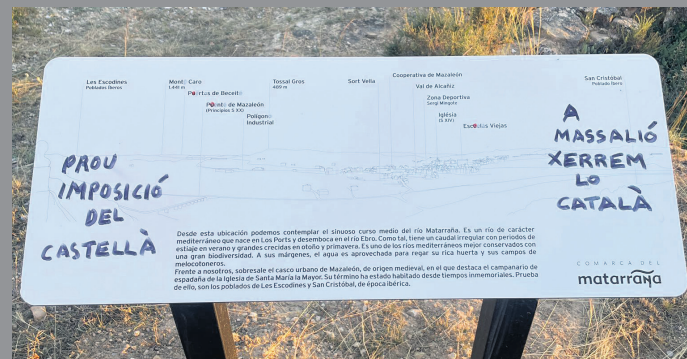 Les Escodines
Poblados Íberos
Mont Caro
1.449 m
Puertos de Beceite
Puente de Mazaleón
(Principios S XX)
Polígono
Industrial
Tossal Gros
489 m
Sort Vella
Cooperativa de Mazaleón
Val de Alcañiz
Zona Deportiva
Sergi Mingote
Iglésia
(S XIV)
Escuelas Viejas
San Cristóbal
Poblado Íbero
PROU
IMPOSICIÓ
DEL
CASTELLÀ
A
MASSALIÓ
XERREM
LO
CATALÀ
Desde esta ubicación podemos contemplar el sinuoso curso medio del río Matarraña. Es un río de carácter
mediterráneo que nace en Los Ports y desemboca en el río Ebro. Como tal, tiene un caudal irregular con periodos de
estiaje en verano y grandes crecidas en otoño y primavera. Es uno de los ríos mediterráneos mejor conservados con
una gran biodiversidad. A sus márgenes, el agua es aprovechada para regar su rica huerta y sus campos de
melocotoneros.
Frente a nosotros, sobresale el casco urbano de Mazaleón, de origen medieval, en el que destaca el campanario de
espadaña de la Iglesia de Santa María la Mayor. Su término ha estado habitado desde tiempos inmemoriales. Prueba
de ello, son los poblados de Les Escodines y San Cristóbal, de época ibérica.
COMARCA DEL
matarraña